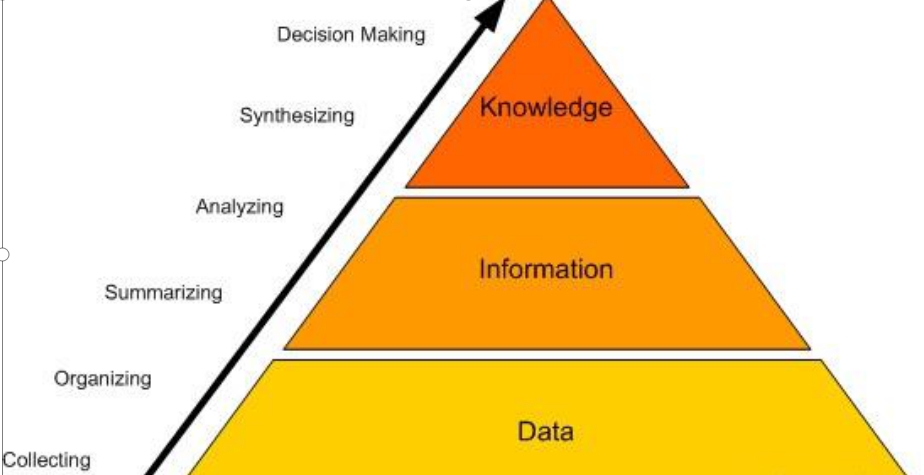 Decision Making
Synthesizing
Knowledge
Analyzing
Summarizing
Information
Organizing
Data
Collecting